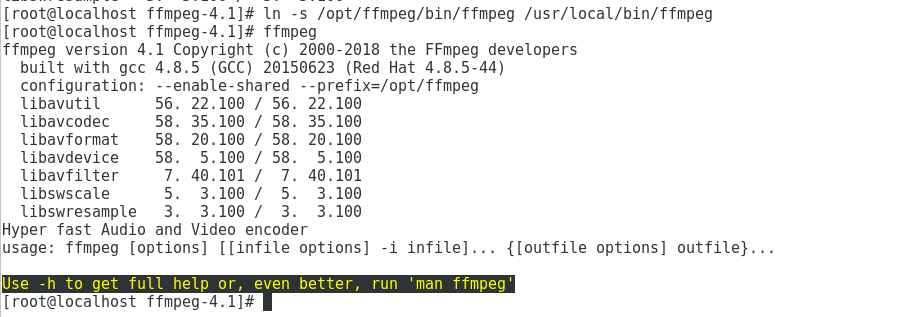 [root@localhost ffmpeg-4.1]# ln -s /opt/ffmpeg/bin/ffmpeg /usr/local/bin/ffmpeg
[root@localhost ffmpeg-4.1]# ffmpeg
ffmpeg version 4.1 Copyright (c) 2000-2018 the FFmpeg developers
  built with gcc 4.8.5 (GCC) 20150623 (Red Hat 4.8.5-44)
  configuration: --enable-shared --prefix=/opt/ffmpeg
  libavutil      56. 22.100 / 56. 22.100
  libavcodec     58. 35.100 / 58. 35.100
  libavformat    58. 20.100 / 58. 20.100
  libavdevice    58.  5.100 / 58.  5.100
  libavfilter     7. 40.101 /  7. 40.101
  libswscale      5.  3.100 /  5.  3.100
  libswresample   3.  3.100 /  3.  3.100
Hyper fast Audio and Video encoder
usage: ffmpeg [options] [[infile options] -i infile]... {[outfile options] outfile}...
Use -h to get full help or, even better, run 'man ffmpeg'
[root@localhost ffmpeg-4.1]#